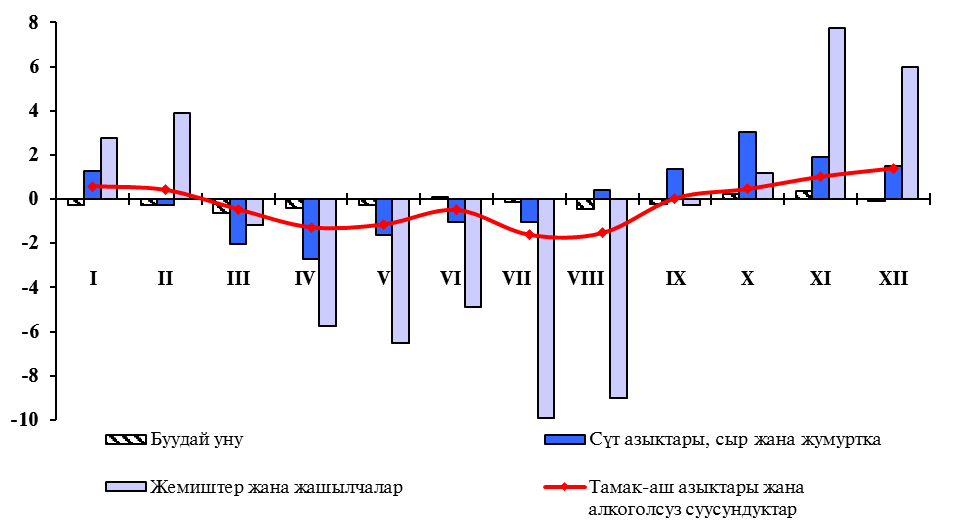 8
6
4
2
0
-2
-4
-6
-8
-10
I II III IV V VI VII VIII IX X XI XII
Буудай уну
Сүт азыктары, сыр жана жумуртка
Жемиштер жана жашылчалар
Тамак-аш азыктары жана
алкоголсуз суусундуктар